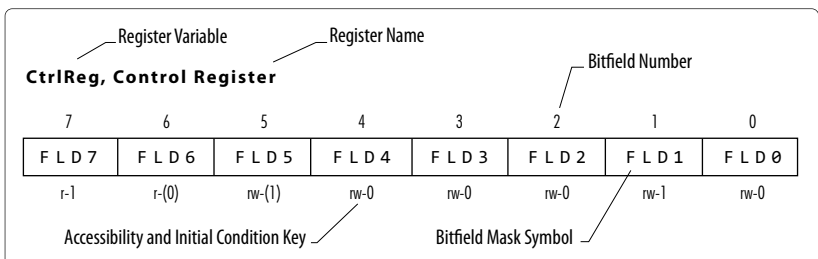 Register Variable Register Name
Bitfield Number
CtrlReg, Control Register
7 6 5 4 3 2 1 0
FLD7 FLD6 FLD5 FLD4 FLD3 FLD2 FLD1 FLD0
r-1 r-(0) rw-(1) rw-0 rw-0 rw-0 rw-1 rw-0
Accessibility and Initial Condition Key Bitfield Mask Symbol